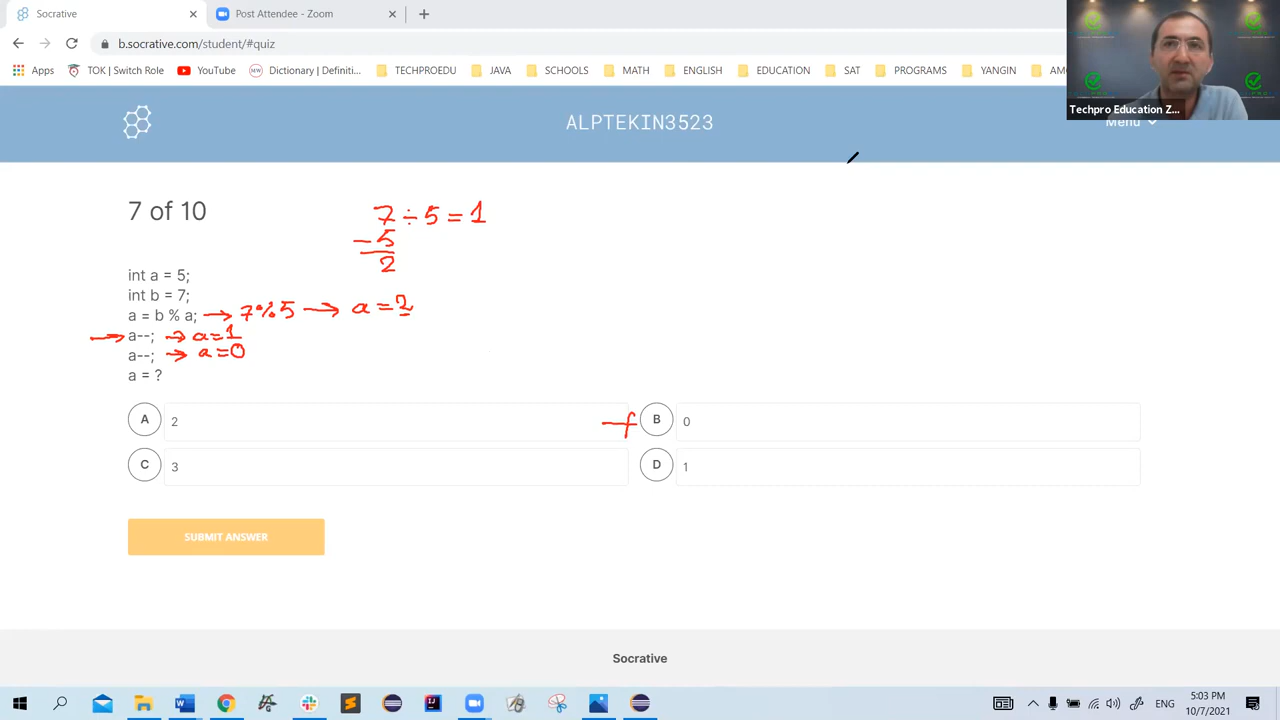 Socrative
Post Attendee - Zoom
b.socrative.com/student/#quiz
Apps
TOK | Switch Role
YouTube
Dictionary | Definiti...
TECHPROEDU
JAVA
SCHOOLS
MATH
ENGLISH
EDUCATION
SAT
PROGRAMS
YANGIN
Techpro Education Z...
ALPTEKIN3523
Menu
7 of 10
7 ÷ 5 = 1
- 5
2
int a = 5;
int b = 7;
a = b % a; → 7%5 → a = 2
→ a--; → a=1
a--; → a=0
a = ?
A 2
B 0
C 3
D 1
SUBMIT ANSWER
Socrative
ENG
5:03 PM
10/7/2021